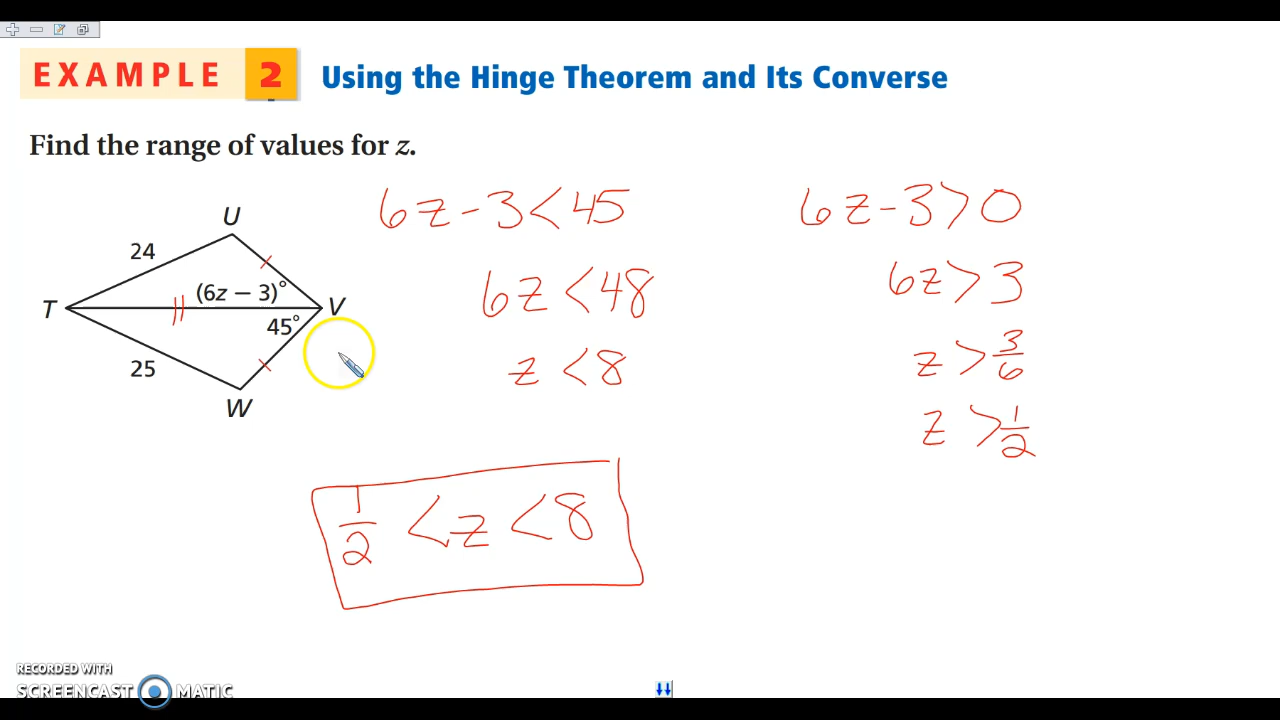 EXAMPLE 2 Using the Hinge Theorem and Its Converse
Find the range of values for z.
U
24
(6z − 3)°
T
V
45°
25
W
6z-3<45
6z<48
z<8
6z-3>0
6z>3
z>3/6
z>1/2
1/2<z<8
RECORDED WITH
SCREENCAST MATIC